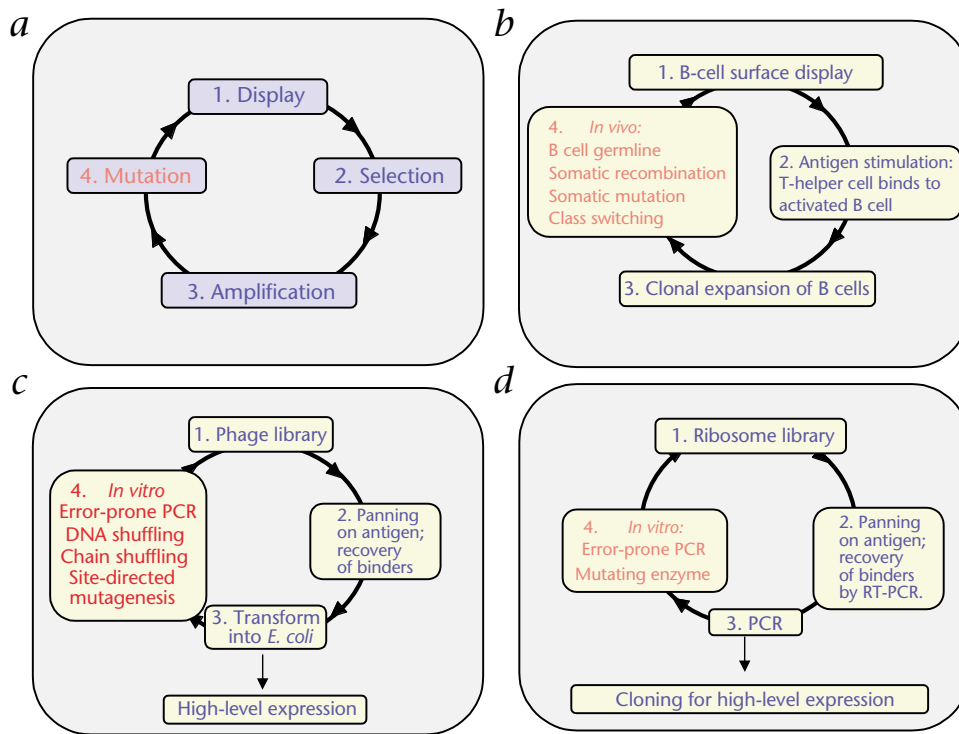 a
1. Display
2. Selection
3. Amplification
4. Mutation
b
1. B-cell surface display
2. Antigen stimulation:
T-helper cell binds to
activated B cell
3. Clonal expansion of B cells
4. In vivo:
B cell germline
Somatic recombination
Somatic mutation
Class switching
c
1. Phage library
2. Panning
on antigen;
recovery
of binders
3. Transform
into E. coli
4. In vitro
Error-prone PCR
DNA shuffling
Chain shuffling
Site-directed
mutagenesis
High-level expression
d
1. Ribosome library
2. Panning
on antigen;
recovery
of binders
by RT-PCR.
3. PCR
4. In vitro:
Error-prone PCR
Mutating enzyme
Cloning for high-level expression